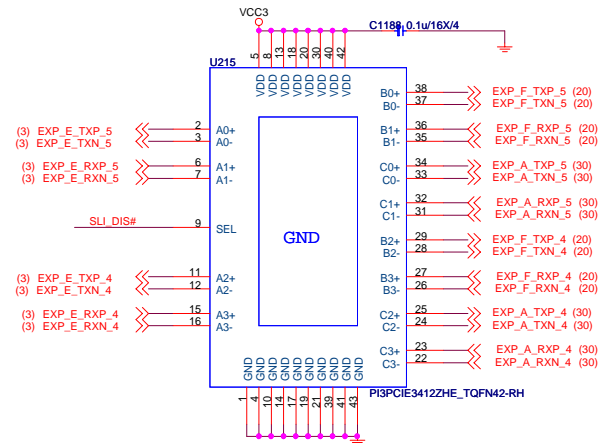 VCC3
C1188 0.1u/16X/4
U215
5 8 13 18 20 30 40 42
VDD VDD VDD VDD VDD VDD VDD VDD
(3) EXP_E_TXP_5 2 A0+
(3) EXP_E_TXN_5 3 A0-
(3) EXP_E_RXP_5 6 A1+
(3) EXP_E_RXN_5 7 A1-
SLI_DIS# 9 SEL
(3) EXP_E_TXP_4 11 A2+
(3) EXP_E_TXN_4 12 A2-
(3) EXP_E_RXP_4 15 A3+
(3) EXP_E_RXN_4 16 A3-
GND
B0+ 38 EXP_F_TXP_5 (20)
B0- 37 EXP_F_TXN_5 (20)
B1+ 36 EXP_F_RXP_5 (20)
B1- 35 EXP_F_RXN_5 (20)
C0+ 34 EXP_A_TXP_5 (30)
C0- 33 EXP_A_TXN_5 (30)
C1+ 32 EXP_A_RXP_5 (30)
C1- 31 EXP_A_RXN_5 (30)
B2+ 29 EXP_F_TXP_4 (20)
B2- 28 EXP_F_TXN_4 (20)
B3+ 27 EXP_F_RXP_4 (20)
B3- 26 EXP_F_RXN_4 (20)
C2+ 25 EXP_A_TXP_4 (30)
C2- 24 EXP_A_TXN_4 (30)
C3+ 23 EXP_A_RXP_4 (30)
C3- 22 EXP_A_RXN_4 (30)
GND GND GND GND GND GND GND GND GND GND
1 4 10 14 17 19 21 39 41 43
PI3PCIE3412ZHE_TQFN42-RH